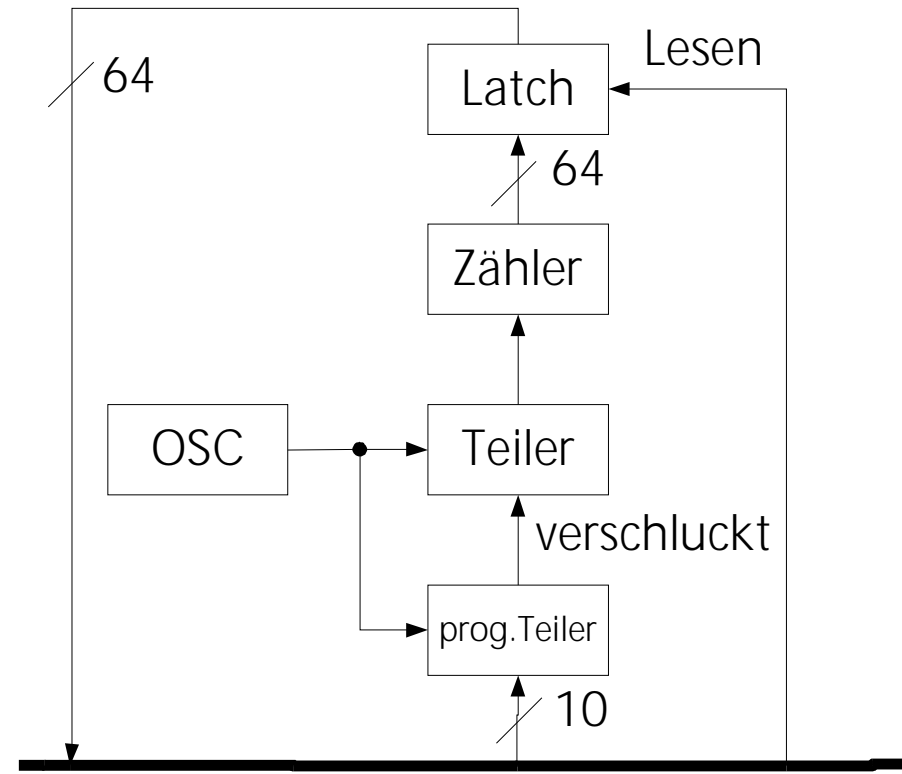 Lesen
64
Latch
64
Zähler
OSC
Teiler
verschluckt
prog.Teiler
10